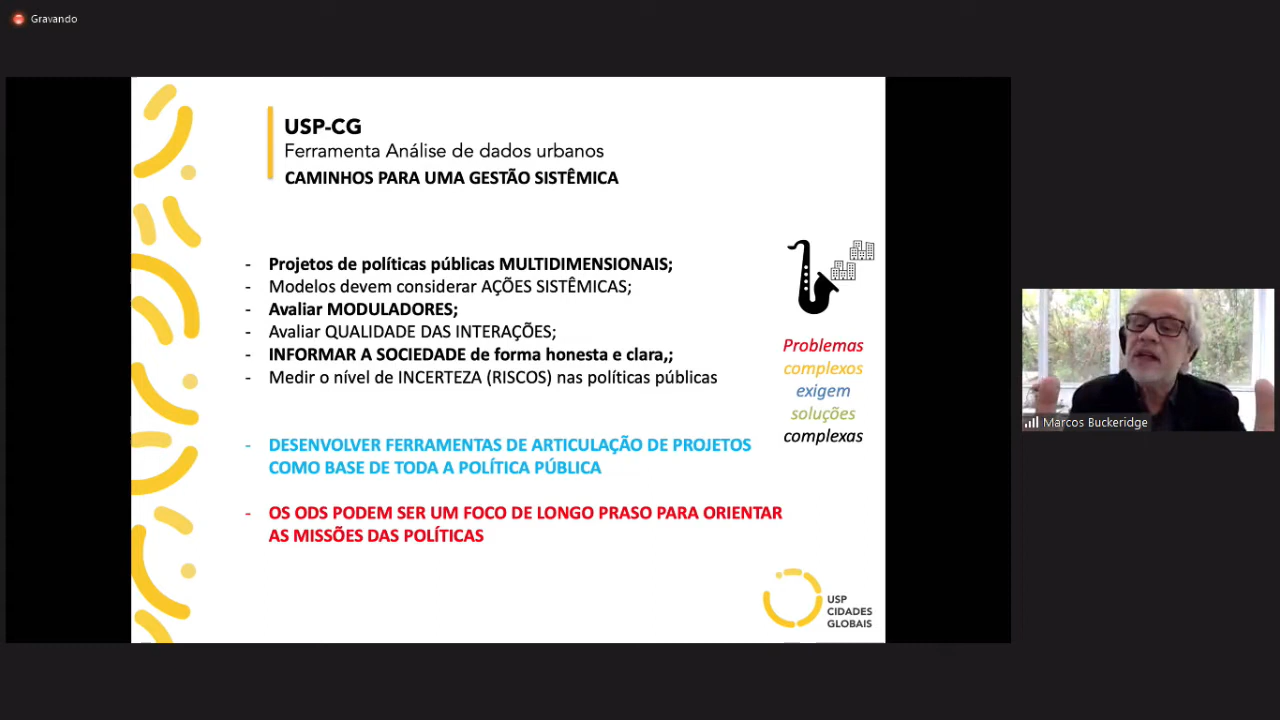 Gravando
USP-CG
Ferramenta Análise de dados urbanos
CAMINHOS PARA UMA GESTÃO SISTÊMICA
- Projetos de políticas públicas MULTIDIMENSIONAIS;
- Modelos devem considerar AÇÕES SISTÊMICAS;
- Avaliar MODULADORES;
- Avaliar QUALIDADE DAS INTERAÇÕES;
- INFORMAR A SOCIEDADE de forma honesta e clara,;
- Medir o nível de INCERTEZA (RISCOS) nas políticas públicas
- DESENVOLVER FERRAMENTAS DE ARTICULAÇÃO DE PROJETOS
COMO BASE DE TODA A POLÍTICA PÚBLICA
- OS ODS PODEM SER UM FOCO DE LONGO PRASO PARA ORIENTAR
AS MISSÕES DAS POLÍTICAS
Problemas
complexos
exigem
soluções
complexas
USP
CIDADES
GLOBAIS
Marcos Buckeridge